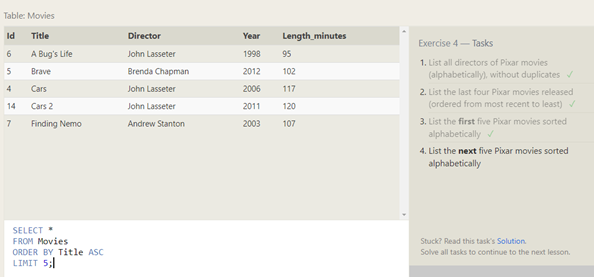 Table: Movies
Id Title Director Year Length_minutes
6 A Bug's Life John Lasseter 1998 95
5 Brave Brenda Chapman 2012 102
4 Cars John Lasseter 2006 117
14 Cars 2 John Lasseter 2011 120
7 Finding Nemo Andrew Stanton 2003 107
SELECT *
FROM Movies
ORDER BY Title ASC
LIMIT 5;
Exercise 4 — Tasks
1. List all directors of Pixar movies
(alphabetically), without duplicates ✓
2. List the last four Pixar movies released
(ordered from most recent to least) ✓
3. List the first five Pixar movies sorted
alphabetically ✓
4. List the next five Pixar movies sorted
alphabetically
Stuck? Read this task's Solution.
Solve all tasks to continue to the next lesson.